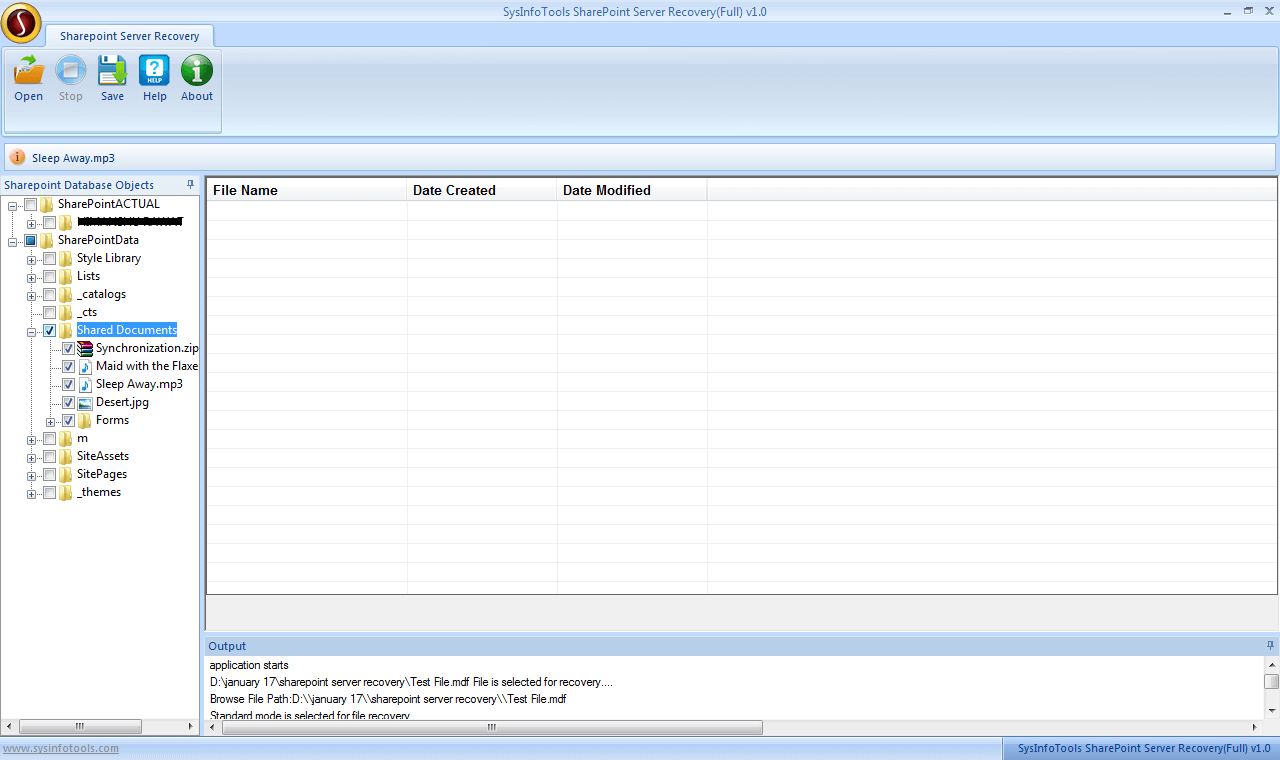 SysInfoTools SharePoint Server Recovery(Full) v1.0
S
Sharepoint Server Recovery
Open
Stop
Save
HELP
Help
About
Sleep Away.mp3
Sharepoint Database Objects
SharePointACTUAL
SharePointData
Style Library
Lists
_catalogs
_cts
Shared Documents
Synchronization.zip
Maid with the Flaxe
Sleep Away.mp3
Desert.jpg
Forms
m
SiteAssets
SitePages
_themes
File Name Date Created Date Modified
Output
application starts
D:\january 17\sharepoint server recovery\Test File.mdf File is selected for recovery....
Browse File Path:D:\\january 17\\sharepoint server recovery\\Test File.mdf
Standard mode is selected for file recovery
www.sysinfotools.com
SysInfoTools SharePoint Server Recovery(Full) v1.0